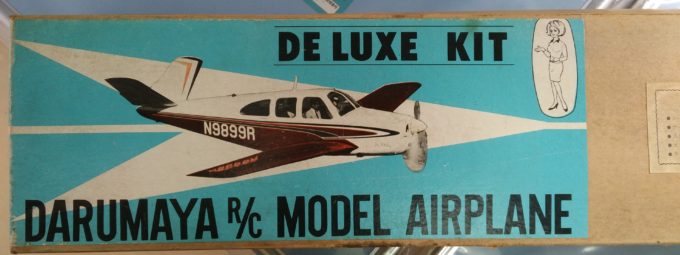 DE LUXE KIT
N9899R
DARUMAYA R/C MODEL AIRPLANE